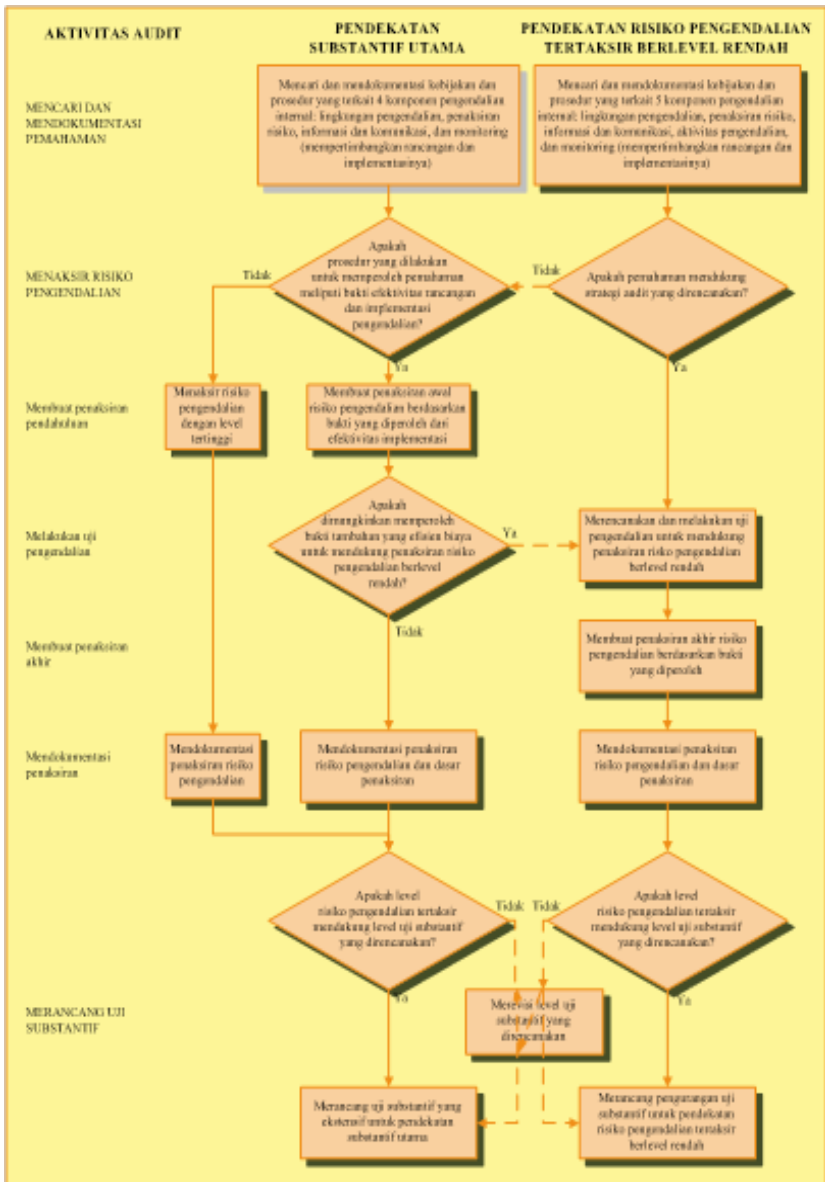 AKTIVITAS AUDIT
PENDEKATAN
SUBSTANTIF UTAMA
PENDEKATAN RISIKO PENGENDALIAN
TERTAKSIR BERLEVEL RENDAH
MENCARI DAN
MENDOKUMENTASI
PEMAHAMAN
Mencari dan mendokumentasi kebijakan dan
prosedur yang terkait 4 komponen pengendalian
internal: lingkungan pengendalian, penaksiran
risiko, informasi dan komunikasi, dan monitoring
(mempertimbangkan rancangan dan
implementasinya)
Mencari dan mendokumentasi kebijakan dan
prosedur yang terkait 5 komponen pengendalian
internal: lingkungan pengendalian, penaksiran risiko,
informasi dan komunikasi, aktivitas pengendalian,
dan monitoring (mempertimbangkan rancangan dan
implementasinya)
MENAKSIR RISIKO
PENGENDALIAN
Tidak
Apakah
prosedur yang dilakukan
untuk memperoleh pemahaman
meliputi bukti efektivitas rancangan
dan implementasi
pengendalian?
Tidak
Apakah pemahaman mendukung
strategi audit yang direncanakan?
Ya
Ya
Membuat penaksiran
pendahuluan
Menaksir risiko
pengendalian
dengan level
tertinggi
Membuat penaksiran awal
risiko pengendalian berdasarkan
bukti yang diperoleh dari
efektivitas implementasi
Melakukan uji
pengendalian
Apakah
dimungkinkan memperoleh
bukti tambahan yang efisien biaya
untuk mendukung penaksiran risiko
pengendalian berlevel
rendah?
Ya
Merencanakan dan melakukan uji
pengendalian untuk mendukung
penaksiran risko pengendalian
berlevel rendah
Tidak
Membuat penaksiran
akhir
Membuat penaksiran akhir risiko
pengendalian berdasarkan bukti
yang diperoleh
Mendokumentasi
penaksiran
Mendokumentasi
penaksiran risiko
pengendalian
Mendokumentasi penaksiran
risiko pengendalian dan dasar
penaksiran
Mendokumentasi penaksiran
risiko pengendalian dan dasar
penaksiran
Apakah level
risiko pengendalian tertaksir
mendukung level uji substantif
yang direncanakan?
Tidak
Tidak
Apakah level
risiko pengendalian tertaksir
mendukung level uji substantif
yang direncanakan?
Ya
Ya
MERANCANG UJI
SUBSTANTIF
Merevisi level uji
substantif yang
direncanakan
Merancang uji substantif yang
ekstensif untuk pendekatan
substantif utama
Merancang pengurangan uji
substantif untuk pendekatan
risiko pengendalian tertaksir
berlevel rendah